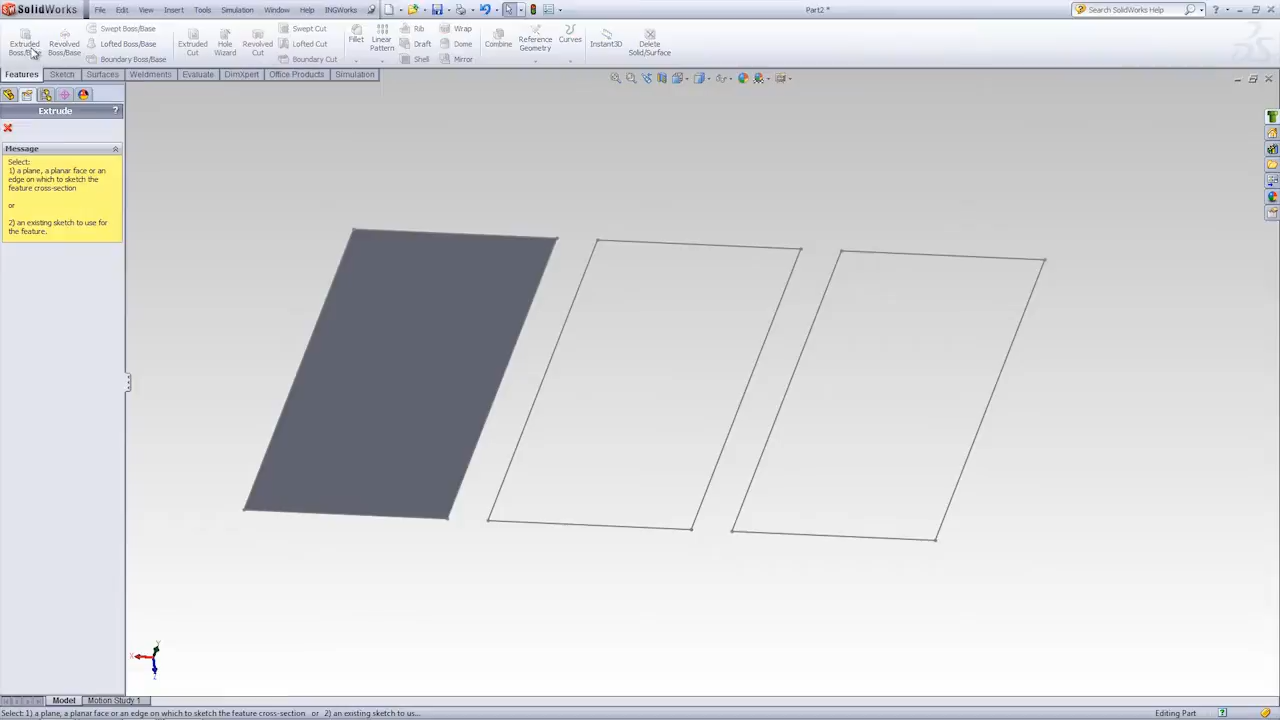 SolidWorks File Edit View Insert Tools Simulation Window Help INGWorks Part2 * Search SolidWorks Help
Extruded Boss/Ba
Revolved Boss/Base
Swept Boss/Base
Lofted Boss/Base
Boundary Boss/Base
Extruded Cut
Hole Wizard
Revolved Cut
Swept Cut
Lofted Cut
Boundary Cut
Fillet
Linear Pattern
Rib
Draft
Shell
Wrap
Dome
Mirror
Combine
Reference Geometry
Curves
Instant3D
Delete Solid/Surface
Features Sketch Surfaces Weldments Evaluate DimXpert Office Products Simulation
Extrude ?
Message
Select:
1) a plane, a planar face or an
edge on which to sketch the
feature cross-section
or
2) an existing sketch to use for
the feature.
Model Motion Study 1
Select: 1) a plane, a planar face or an edge on which to sketch the feature cross-section or 2) an existing sketch to us... Editing Part